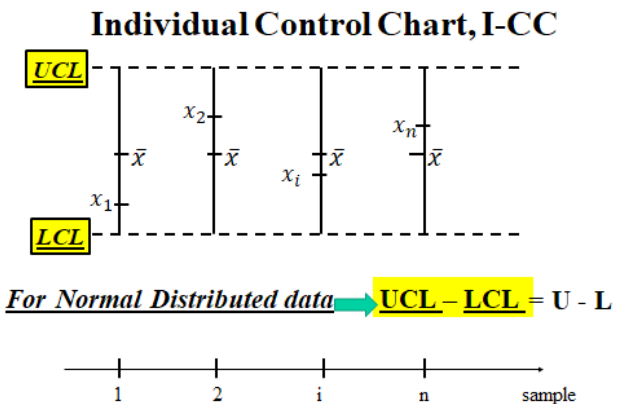 Individual Control Chart, I-CC
UCL
x₂
xₙ
x̄ x̄ x̄ x̄
xᵢ
x₁
LCL
For Normal Distributed data UCL – LCL = U - L
1 2 i n sample